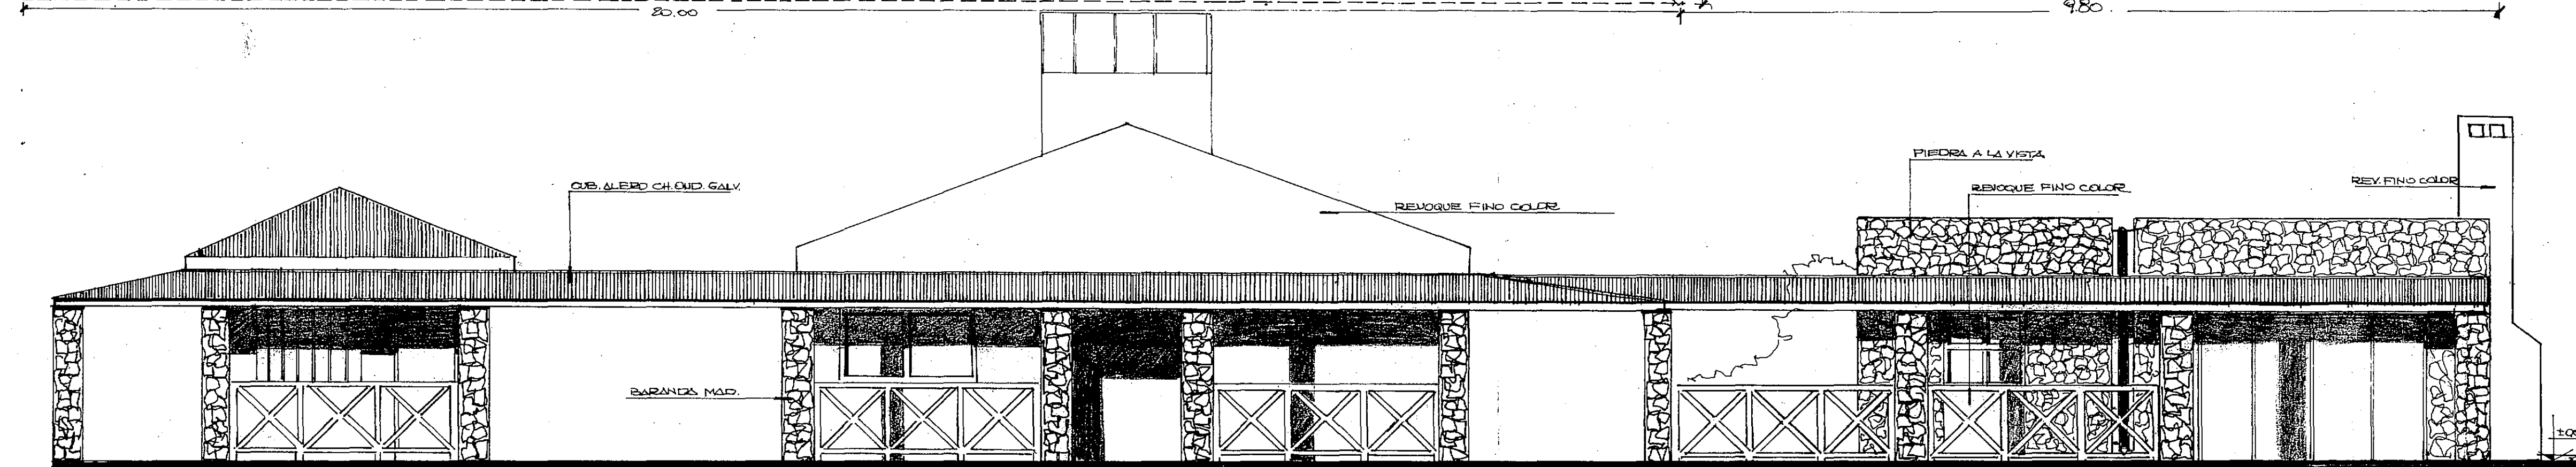 20.00
9.80
PIEDRA A LA VISTA
REVOQUE FINO COLOR
REV. FINO COLOR
CUB. ALERO CH. OND. GALV.
REVOQUE FINO COLOR
BARANDA MAD.